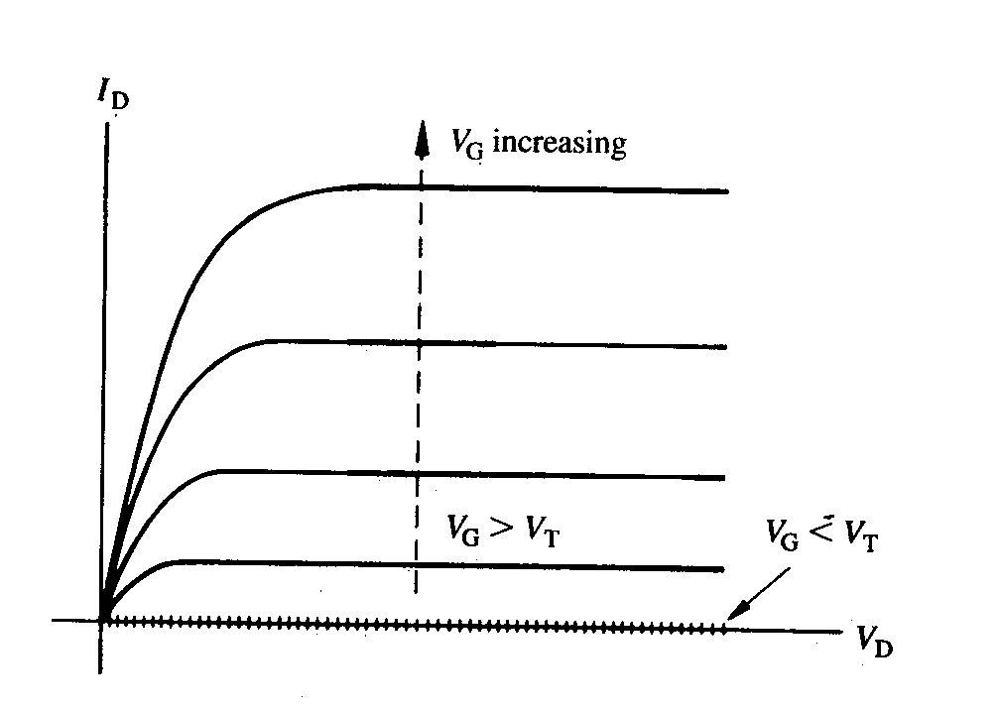 I_D
V_G increasing
V_G > V_T
V_G ≤ V_T
V_D